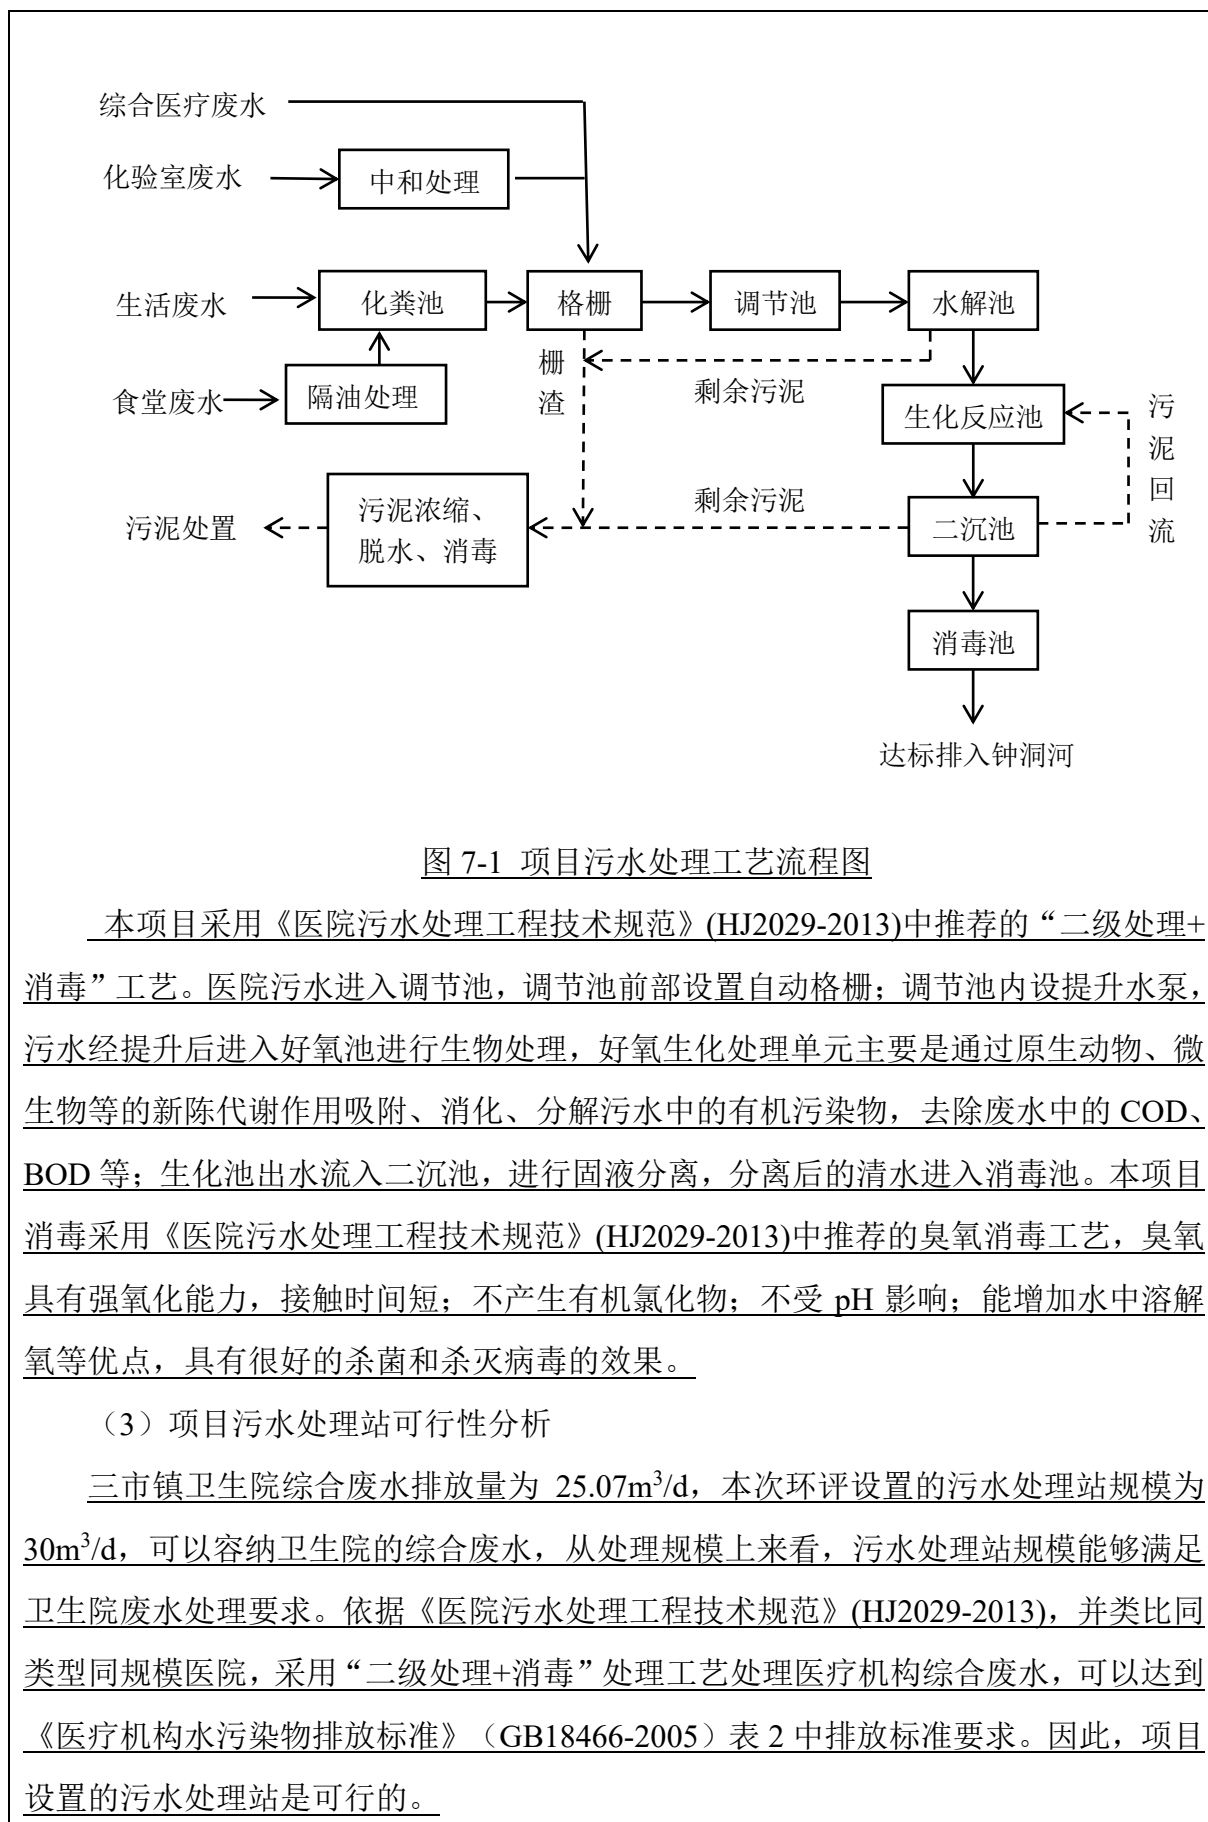 综合医疗废水
化验室废水
中和处理
生活废水
化粪池
格栅
调节池
水解池
栅渣
剩余污泥
食堂废水
隔油处理
生化反应池
污泥回流
污泥处置
污泥浓缩、
脱水、消毒
剩余污泥
二沉池
消毒池
达标排入钟洞河
图 7-1 项目污水处理工艺流程图
本项目采用《医院污水处理工程技术规范》(HJ2029-2013)中推荐的“二级处理+
消毒”工艺。医院污水进入调节池，调节池前部设置自动格栅；调节池内设提升水泵，
污水经提升后进入好氧池进行生物处理，好氧生化处理单元主要是通过原生动物、微
生物等的新陈代谢作用吸附、消化、分解污水中的有机污染物，去除废水中的 COD、
BOD 等；生化池出水流入二沉池，进行固液分离，分离后的清水进入消毒池。本项目
消毒采用《医院污水处理工程技术规范》(HJ2029-2013)中推荐的臭氧消毒工艺，臭氧
具有强氧化能力，接触时间短；不产生有机氯化物；不受 pH 影响；能增加水中溶解
氧等优点，具有很好的杀菌和杀灭病毒的效果。
（3）项目污水处理站可行性分析
三市镇卫生院综合废水排放量为 25.07m³/d，本次环评设置的污水处理站规模为
30m³/d，可以容纳卫生院的综合废水，从处理规模上来看，污水处理站规模能够满足
卫生院废水处理要求。依据《医院污水处理工程技术规范》(HJ2029-2013)，并类比同
类型同规模医院，采用“二级处理+消毒”处理工艺处理医疗机构综合废水，可以达到
《医疗机构水污染物排放标准》（GB18466-2005）表 2 中排放标准要求。因此，项目
设置的污水处理站是可行的。